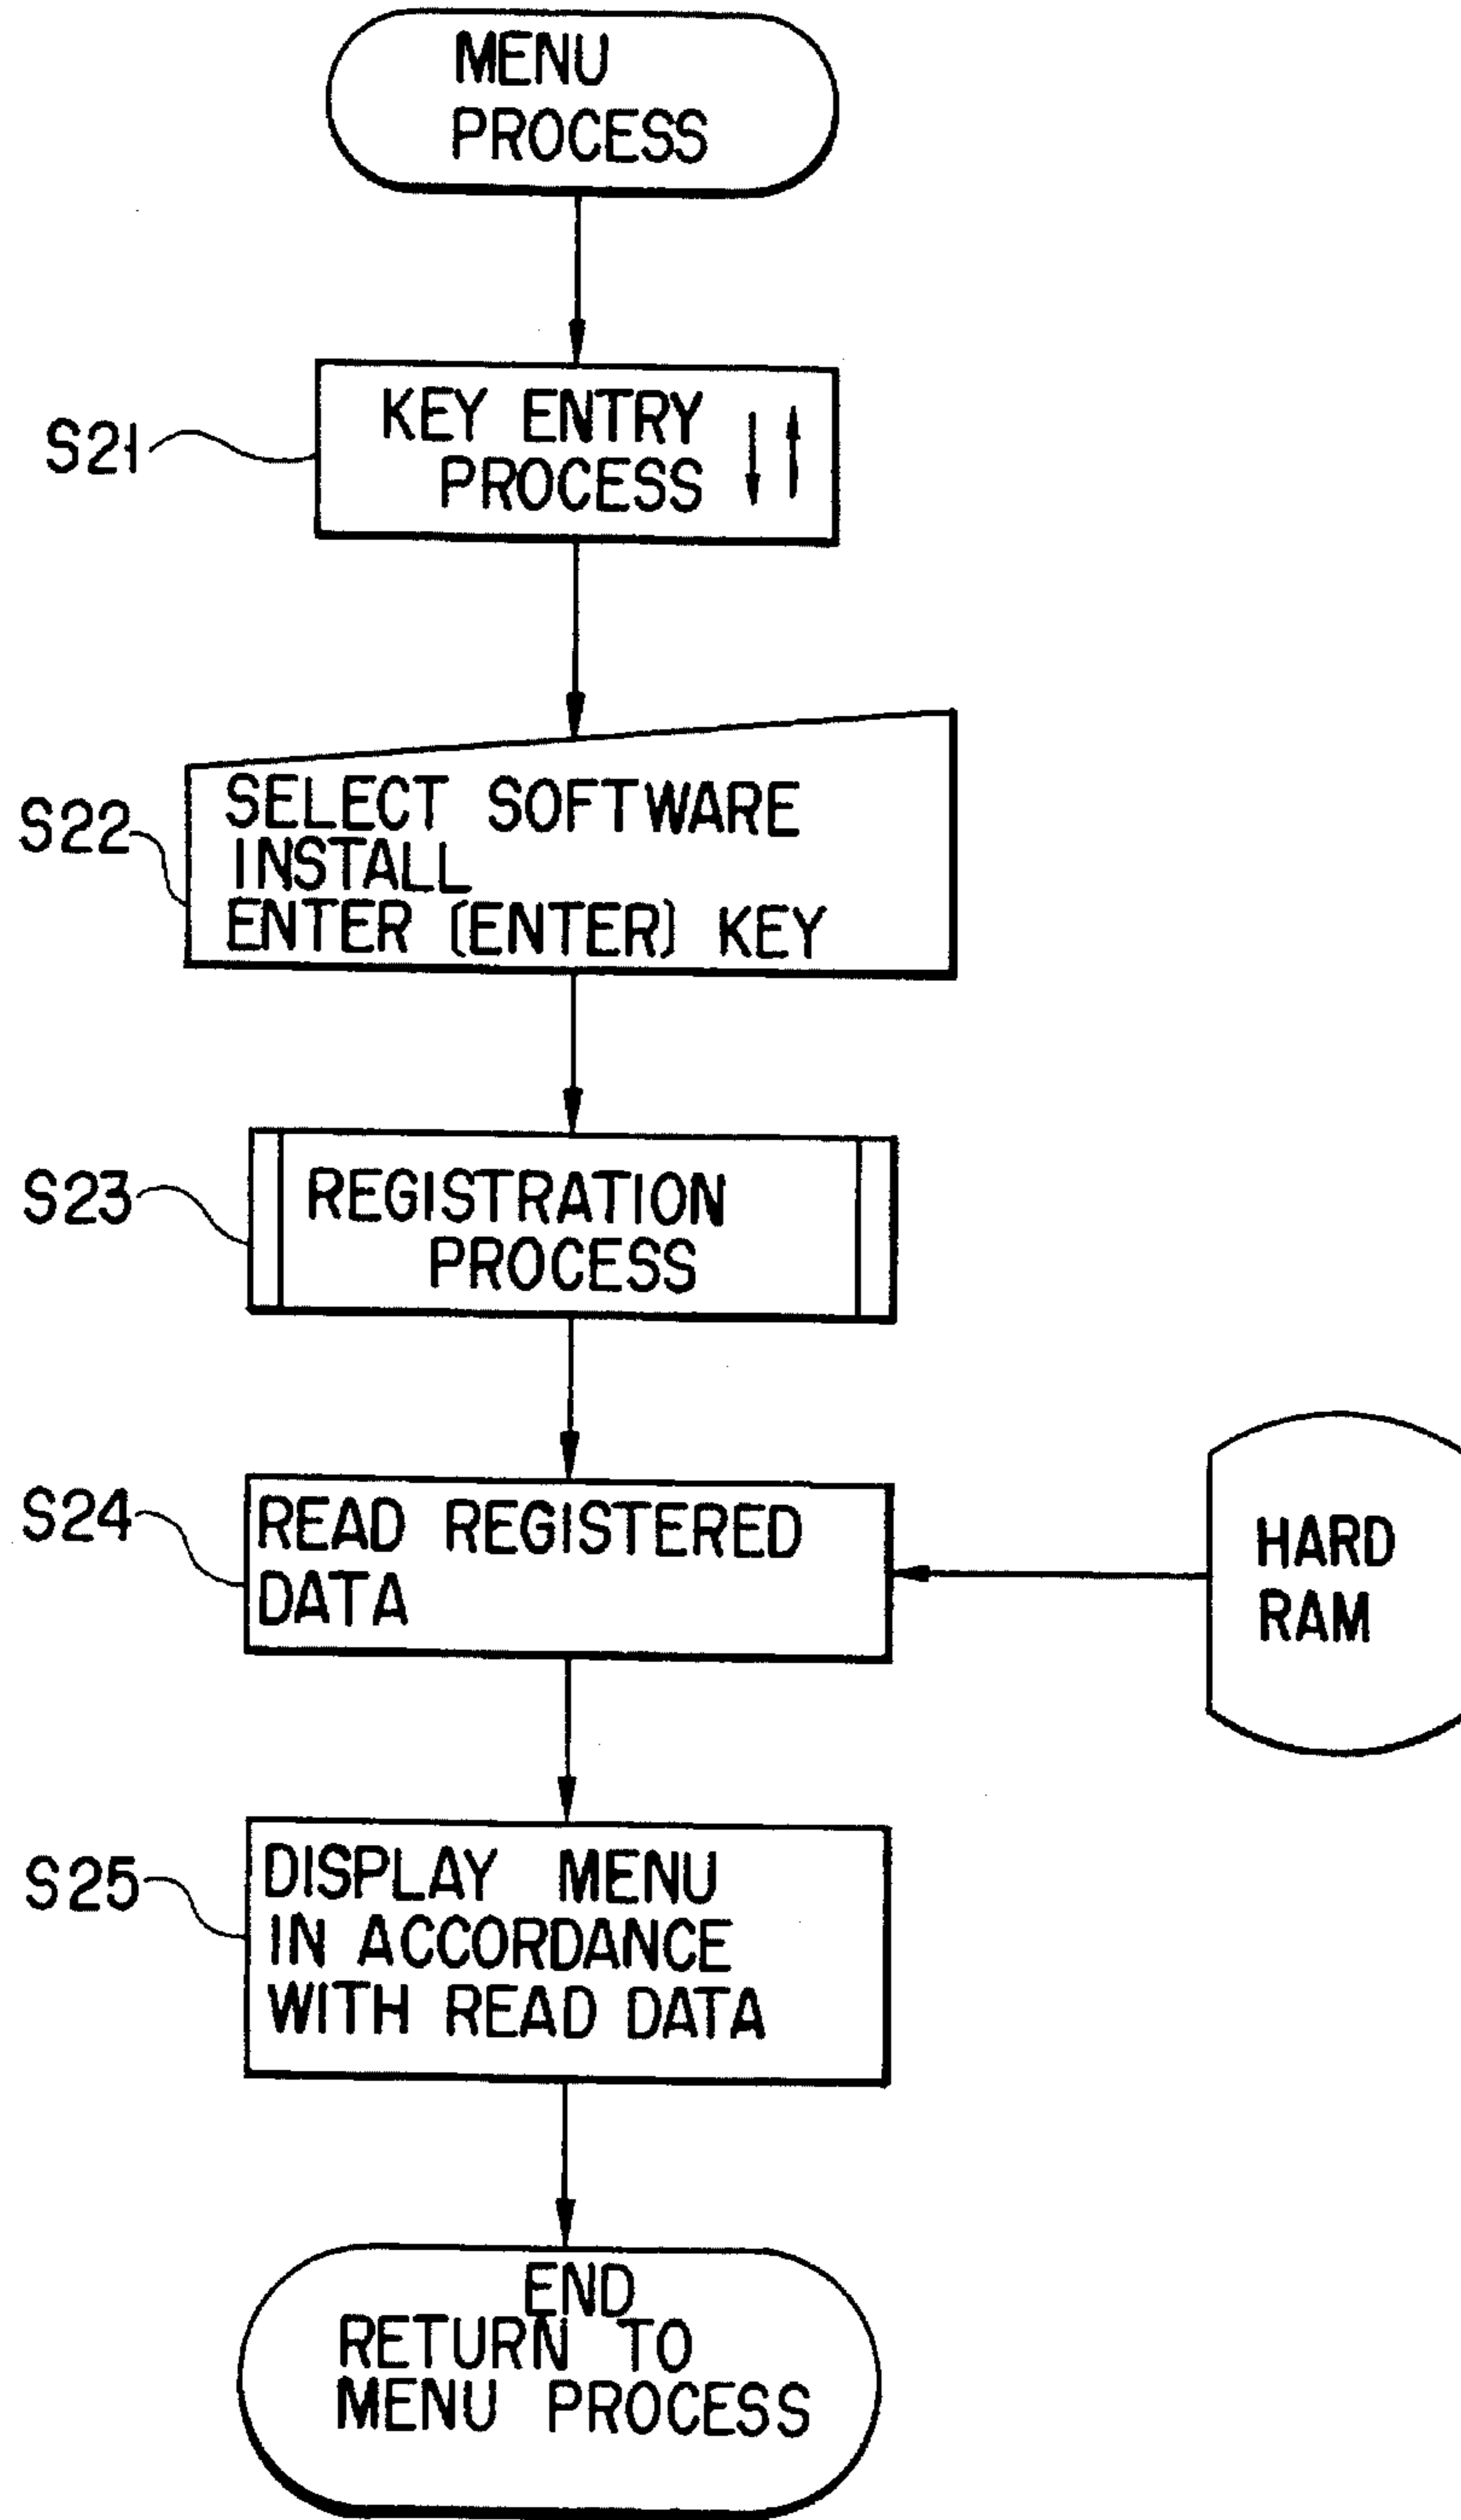 MENU
PROCESS
S21
KEY ENTRY
PROCESS
S22
SELECT SOFTWARE
INSTALL
ENTER (ENTER) KEY
S23
REGISTRATION
PROCESS
S24
READ REGISTERED
DATA
HARD
RAM
S25
DISPLAY MENU
IN ACCORDANCE
WITH READ DATA
END
RETURN TO
MENU PROCESS